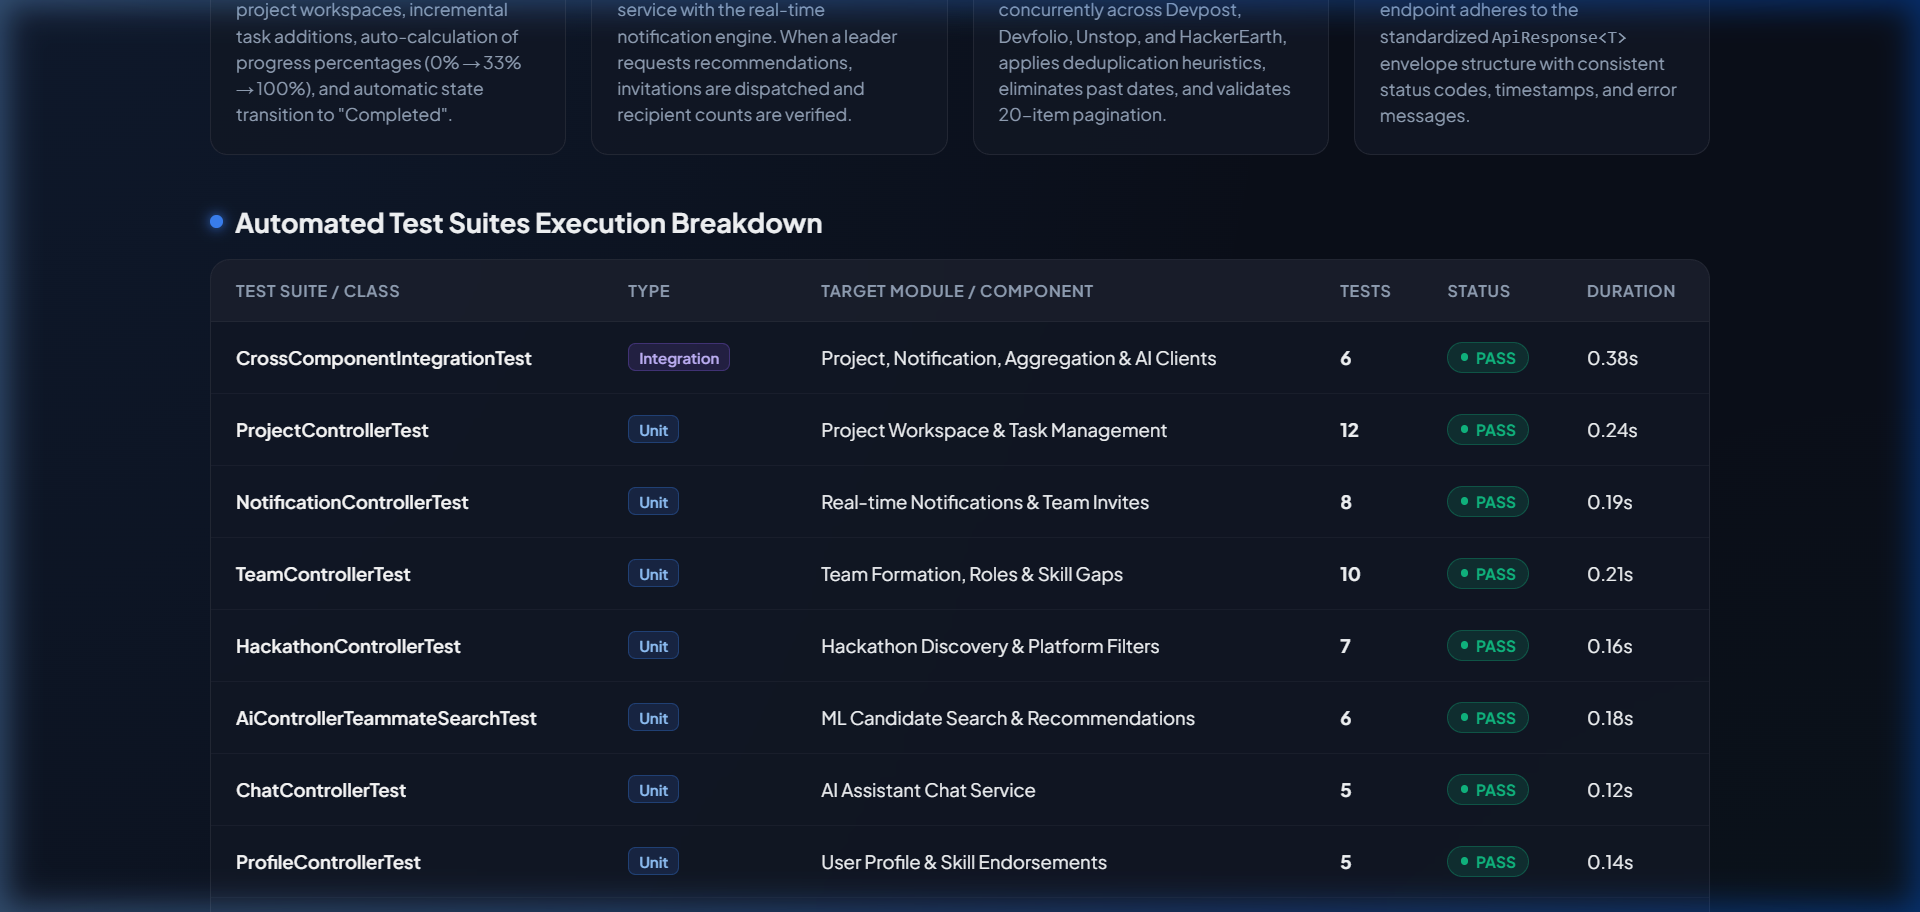 project workspaces, incremental
task additions, auto-calculation of
progress percentages (0% → 33%
→ 100%), and automatic state
transition to "Completed".
service with the real-time
notification engine. When a leader
requests recommendations,
invitations are dispatched and
recipient counts are verified.
concurrently across Devpost,
Devfolio, Unstop, and HackerEarth,
applies deduplication heuristics,
eliminates past dates, and validates
20-item pagination.
endpoint adheres to the
standardized ApiResponse<T>
envelope structure with consistent
status codes, timestamps, and error
messages.
Automated Test Suites Execution Breakdown
TEST SUITE / CLASS TYPE TARGET MODULE / COMPONENT TESTS STATUS DURATION
CrossComponentIntegrationTest Integration Project, Notification, Aggregation & AI Clients 6 PASS 0.38s
ProjectControllerTest Unit Project Workspace & Task Management 12 PASS 0.24s
NotificationControllerTest Unit Real-time Notifications & Team Invites 8 PASS 0.19s
TeamControllerTest Unit Team Formation, Roles & Skill Gaps 10 PASS 0.21s
HackathonControllerTest Unit Hackathon Discovery & Platform Filters 7 PASS 0.16s
AiControllerTeammateSearchTest Unit ML Candidate Search & Recommendations 6 PASS 0.18s
ChatControllerTest Unit AI Assistant Chat Service 5 PASS 0.12s
ProfileControllerTest Unit User Profile & Skill Endorsements 5 PASS 0.14s